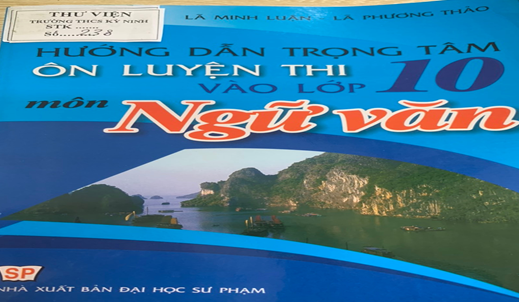 THƯ VIỆN
TRƯỜNG THCS KỲ NINH
STK ........
Số......238
LÃ MINH LUẬN - LÃ PHƯƠNG THẢO
HƯỚNG DẪN TRỌNG TÂM
ÔN LUYỆN THI
VÀO LỚP 10
môn Ngữ văn
SP
NHÀ XUẤT BẢN ĐẠI HỌC SƯ PHẠM